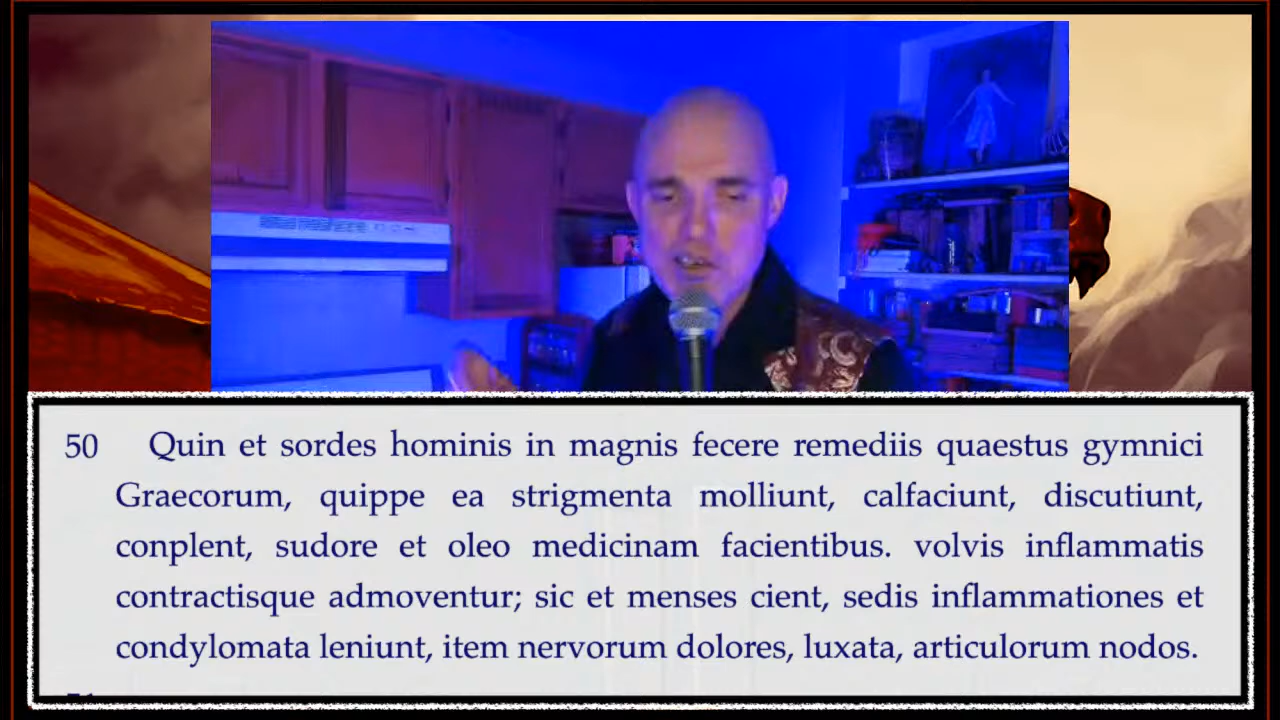 50 Quin et sordes hominis in magnis fecere remediis quaestus gymnici
Graecorum, quippe ea strigmenta molliunt, calfaciunt, discutiunt,
conplent, sudore et oleo medicinam facientibus. volvis inflammatis
contractisque admoventur; sic et menses cient, sedis inflammationes et
condylomata leniunt, item nervorum dolores, luxata, articulorum nodos.